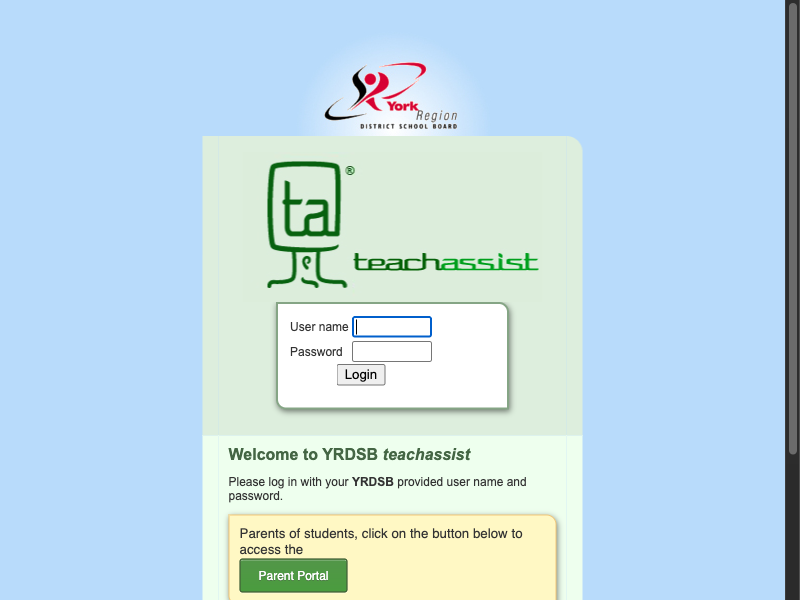 York
Region
DISTRICT SCHOOL BOARD
ta®
teachassist
User name
Password
Login
Welcome to YRDSB teachassist
Please log in with your YRDSB provided user name and
password.
Parents of students, click on the button below to
access the
Parent Portal